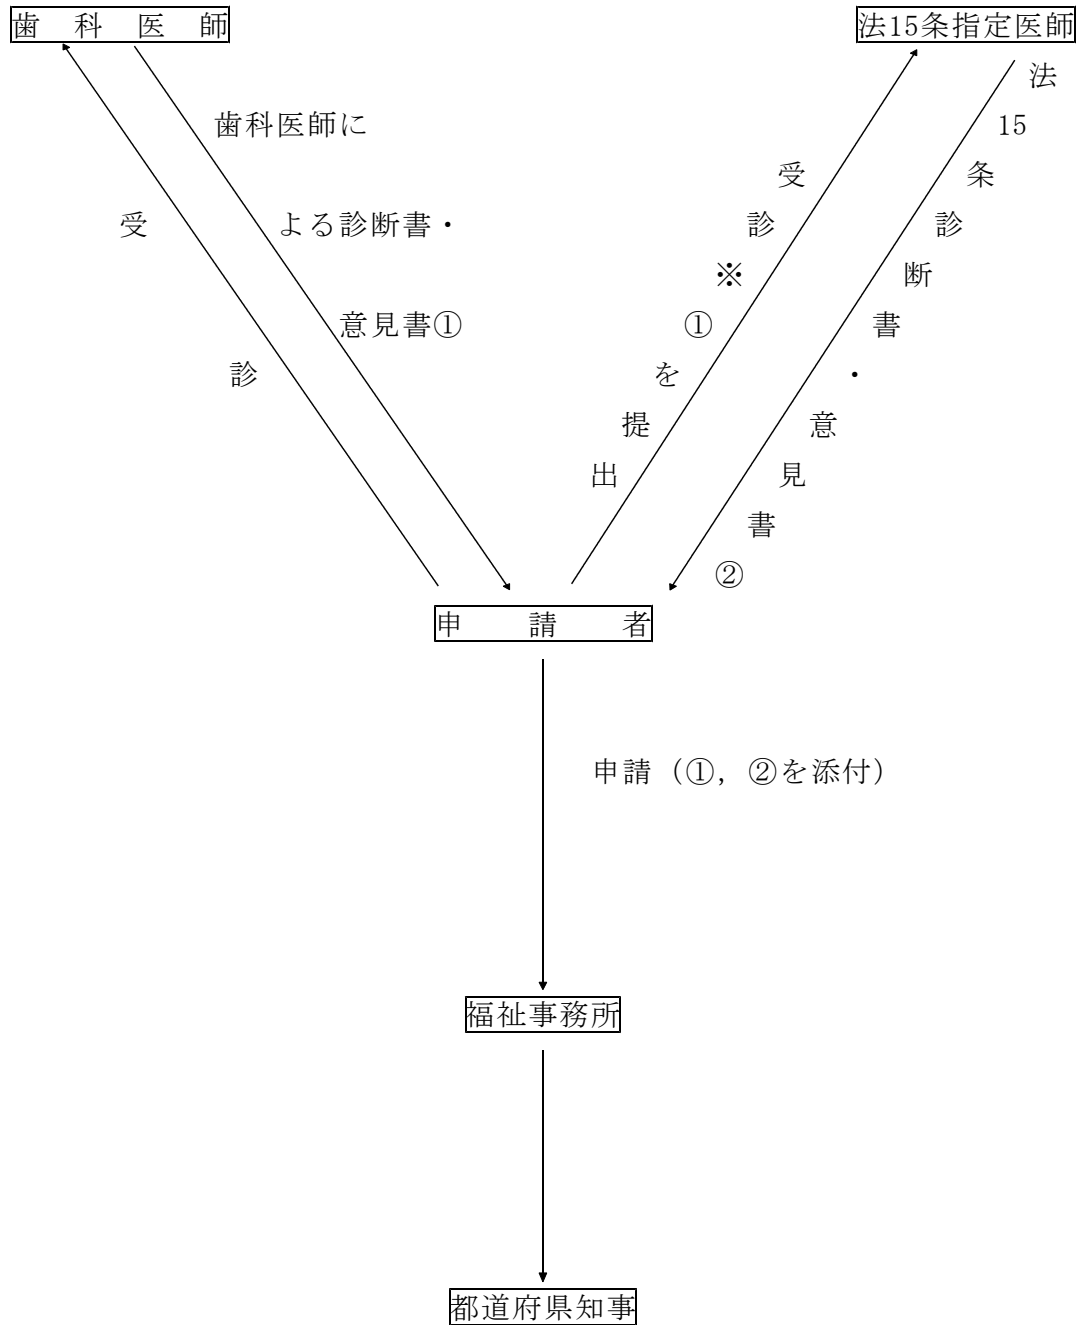 歯科医師
法15条指定医師
歯科医師に
よる診断書・
意見書①
受診
受診※①を提出
法15条診断書・意見書②
申請者
申請（①，②を添付）
福祉事務所
都道府県知事